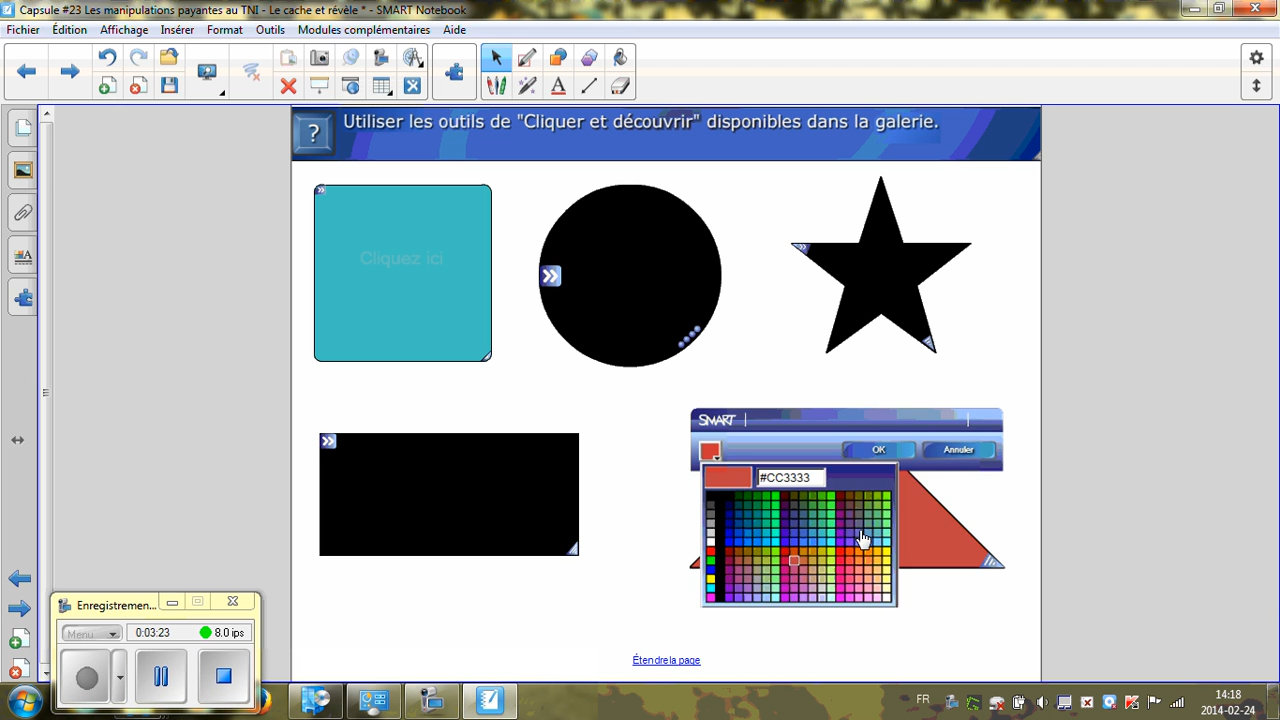 Capsule #23 Les manipulations payantes au TNI - Le cache et révèle * - SMART Notebook
Fichier Édition Affichage Insérer Format Outils Modules complémentaires Aide
? Utiliser les outils de "Cliquer et découvrir" disponibles dans la galerie.
Cliquez ici
SMART
OK Annuler
#CC3333
Enregistremen...
Menu 0:03:23 8.0 ips
Étendre la page
FR
14:18
2014-02-24